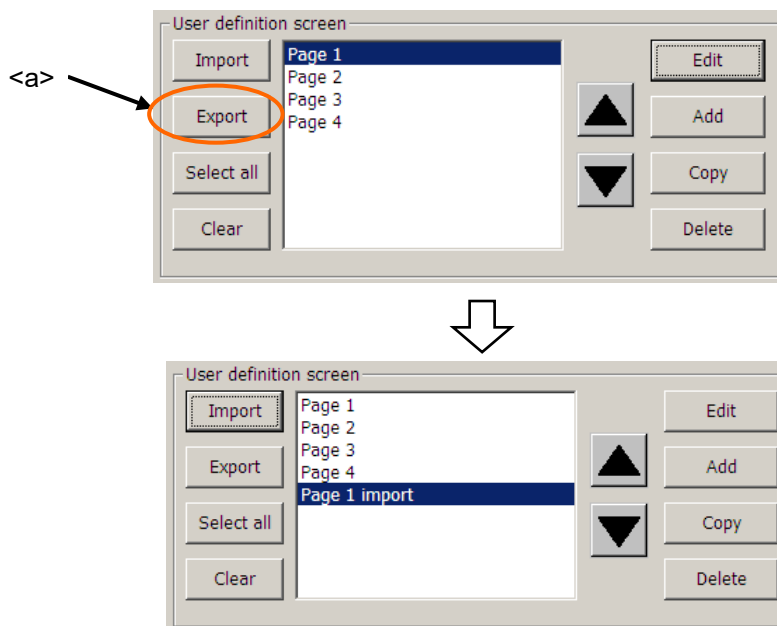 User definition screen
Import
Page 1
Edit
Page 2
<a>
Page 3
Export
Page 4
Add
Select all
Copy
Clear
Delete
User definition screen
Import
Page 1
Edit
Page 2
Page 3
Export
Page 4
Add
Page 1 import
Select all
Copy
Clear
Delete